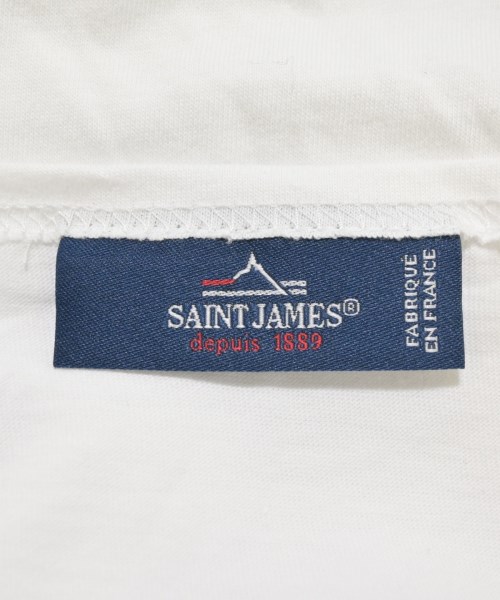 SAINT JAMES®
depuis 1889
FABRIQUÉ
EN FRANCE